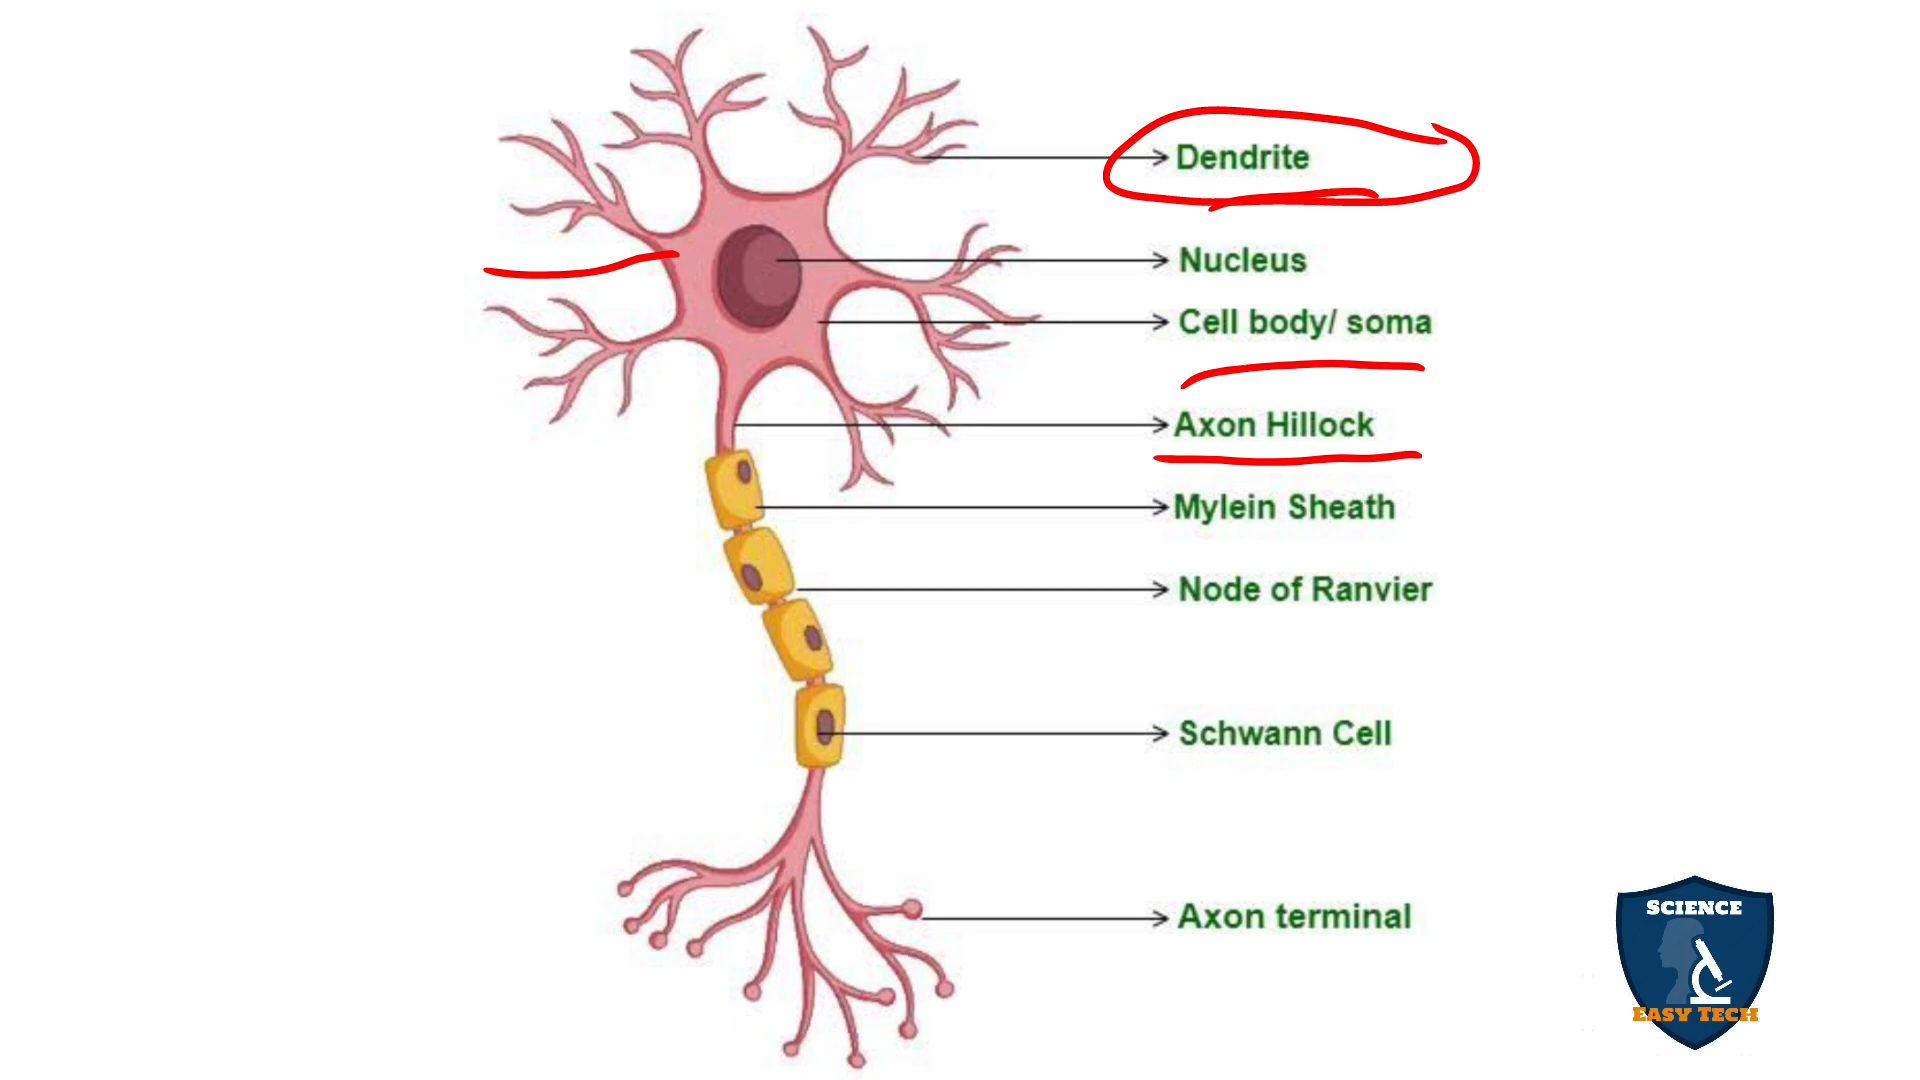 Dendrite
Nucleus
Cell body/ soma
Axon Hillock
Mylein Sheath
Node of Ranvier
Schwann Cell
Axon terminal
SCIENCE
EASY TECH